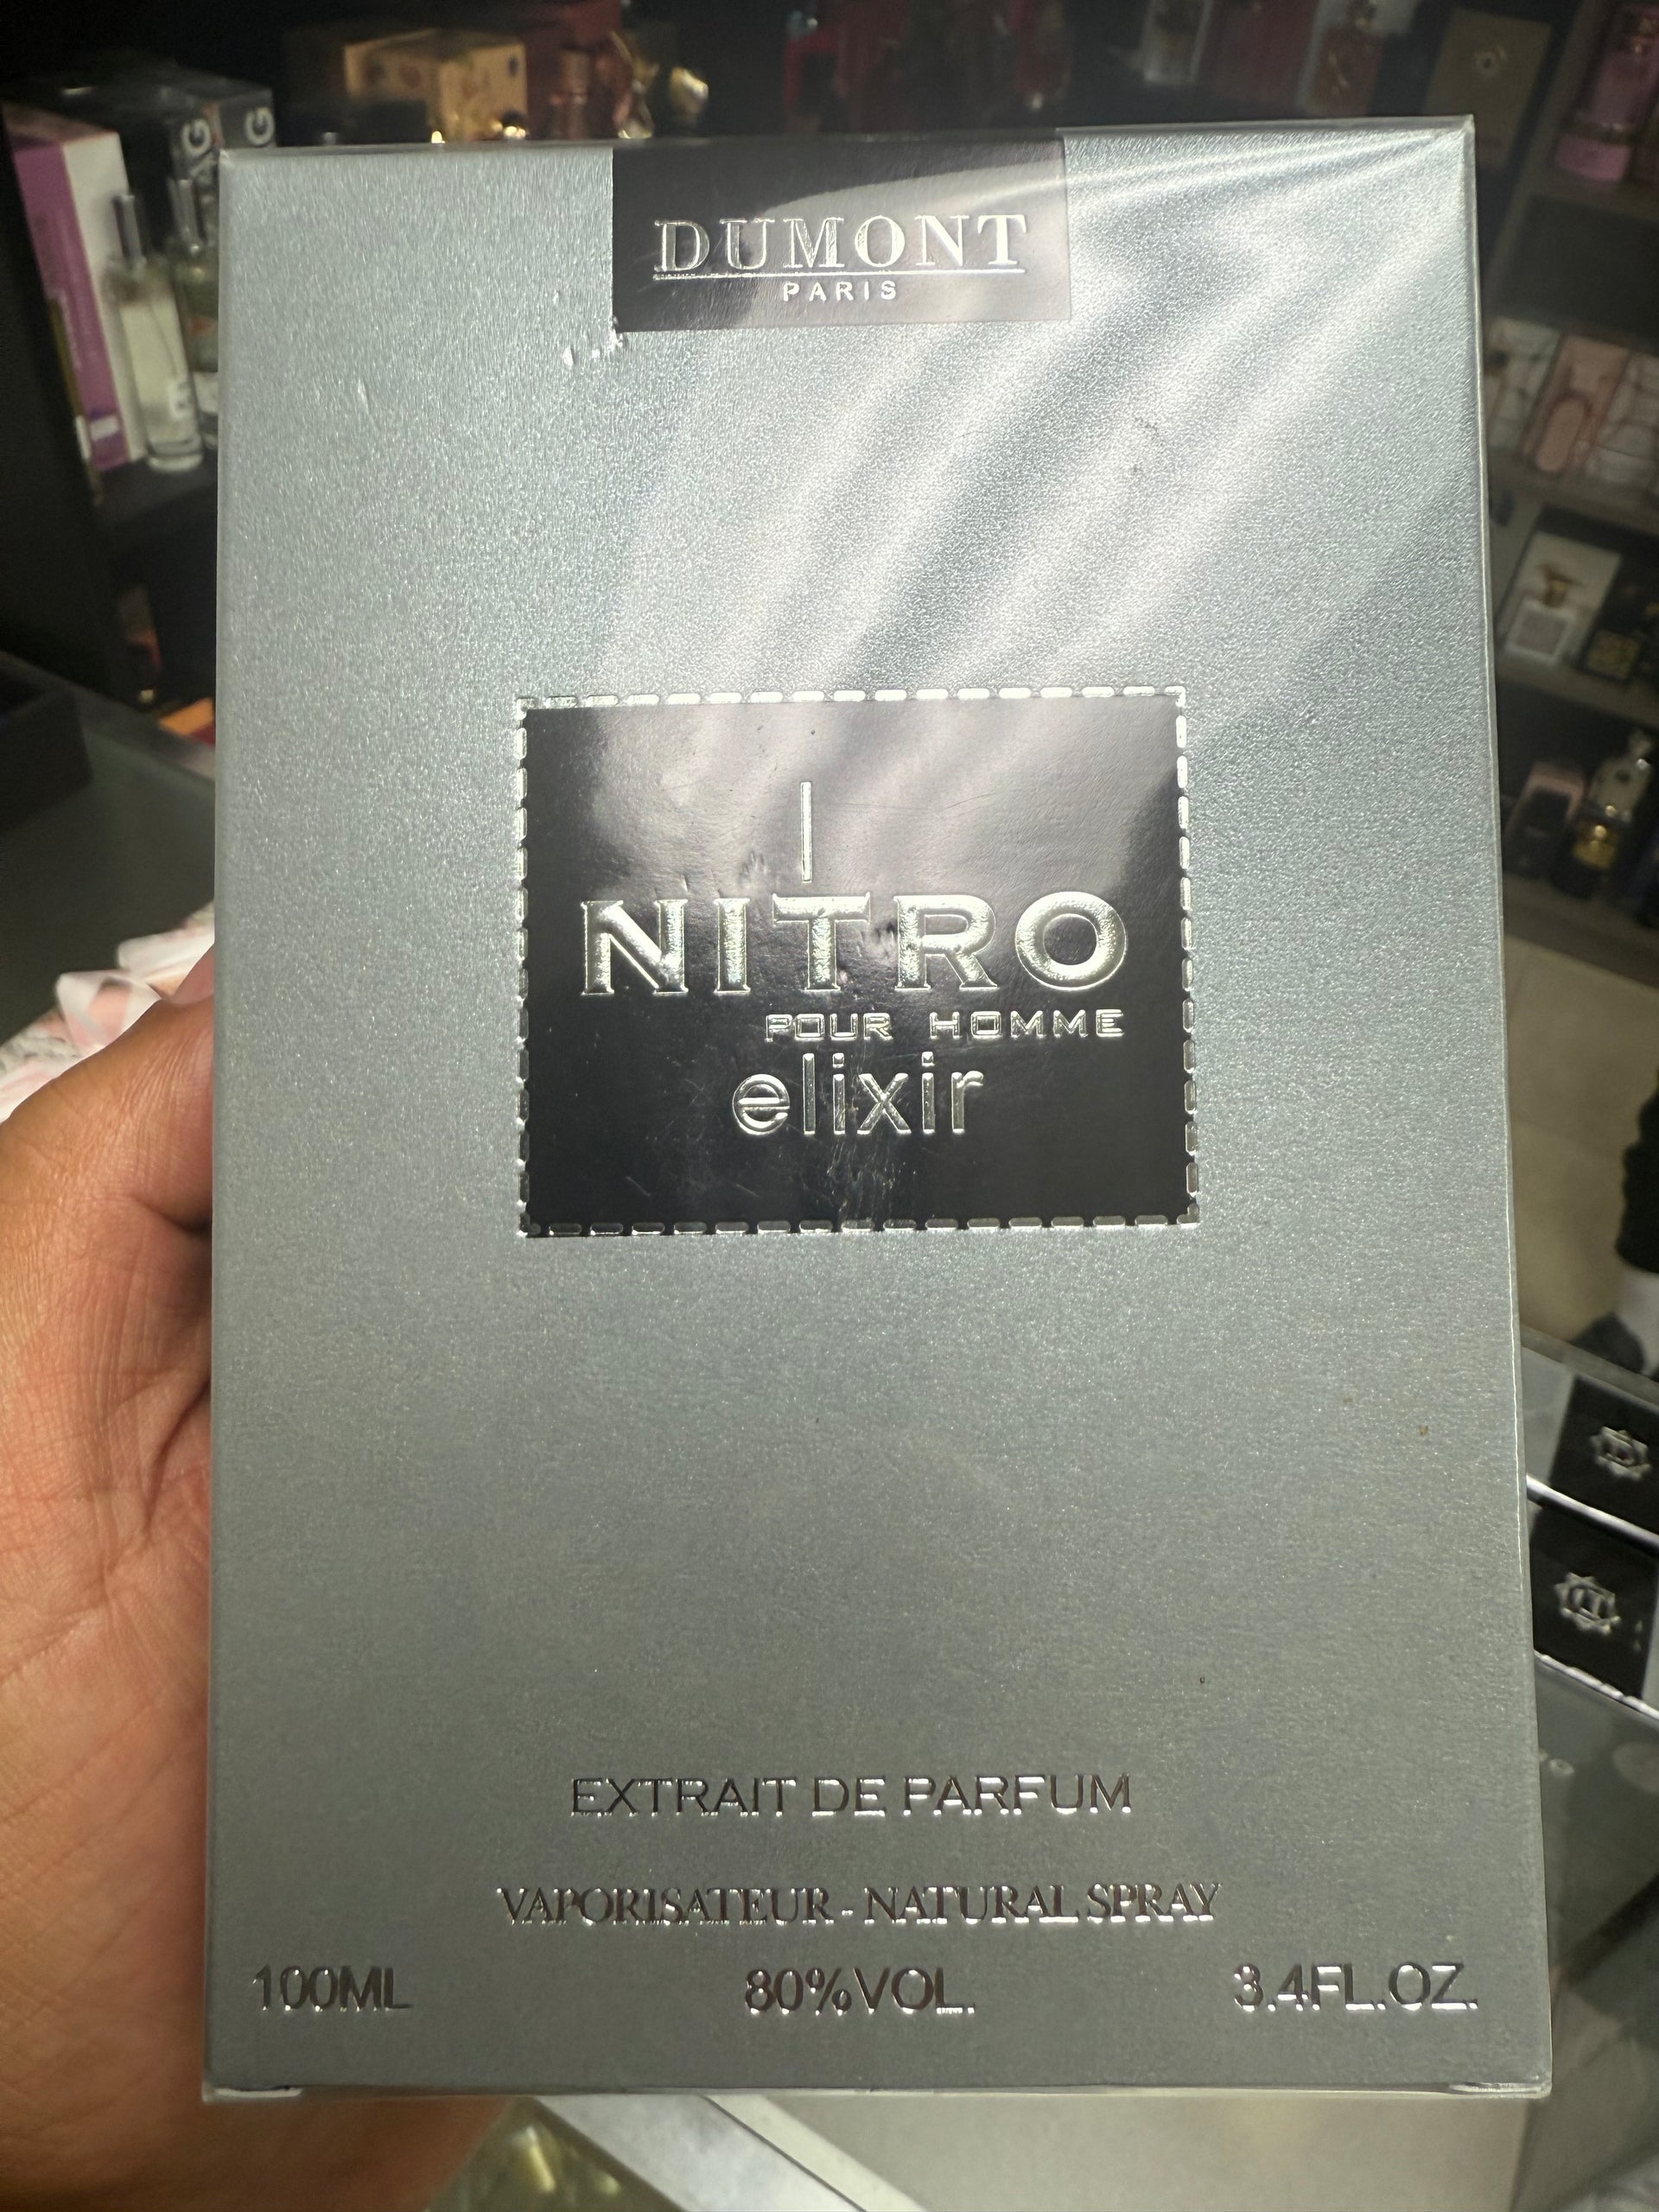 DUMONT
PARIS
NITRO
POUR HOMME
elixir
EXTRAIT DE PARFUM
VAPORISATEUR - NATURAL SPRAY
100ML 80%VOL. 3.4FL.OZ.